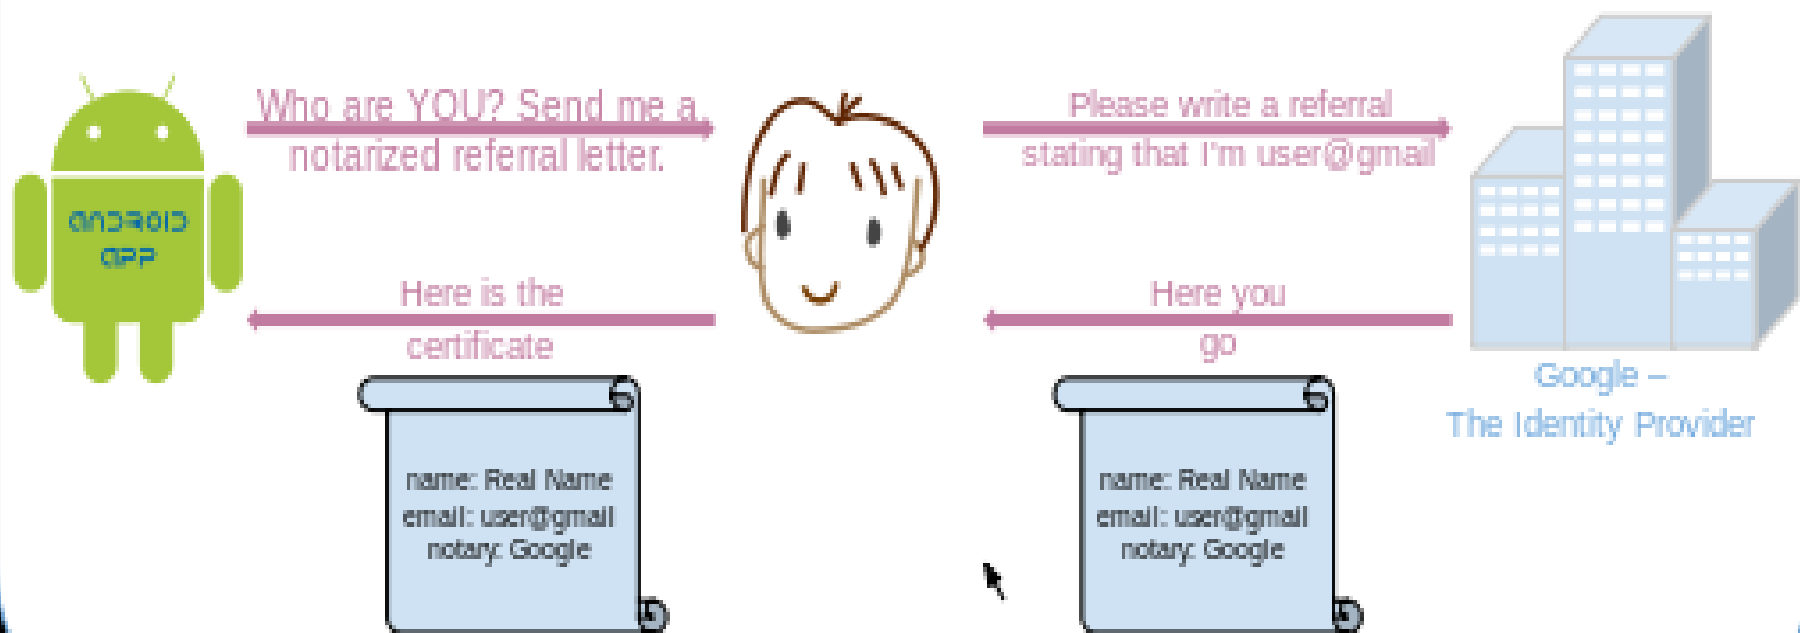 Who are YOU? Send me a
notarized referral letter.
Please write a referral
stating that I'm user@gmail
ANDROID
APP
Here is the
certificate
Here you
go
Google –
The Identity Provider
name: Real Name
email: user@gmail
notary: Google
name: Real Name
email: user@gmail
notary: Google